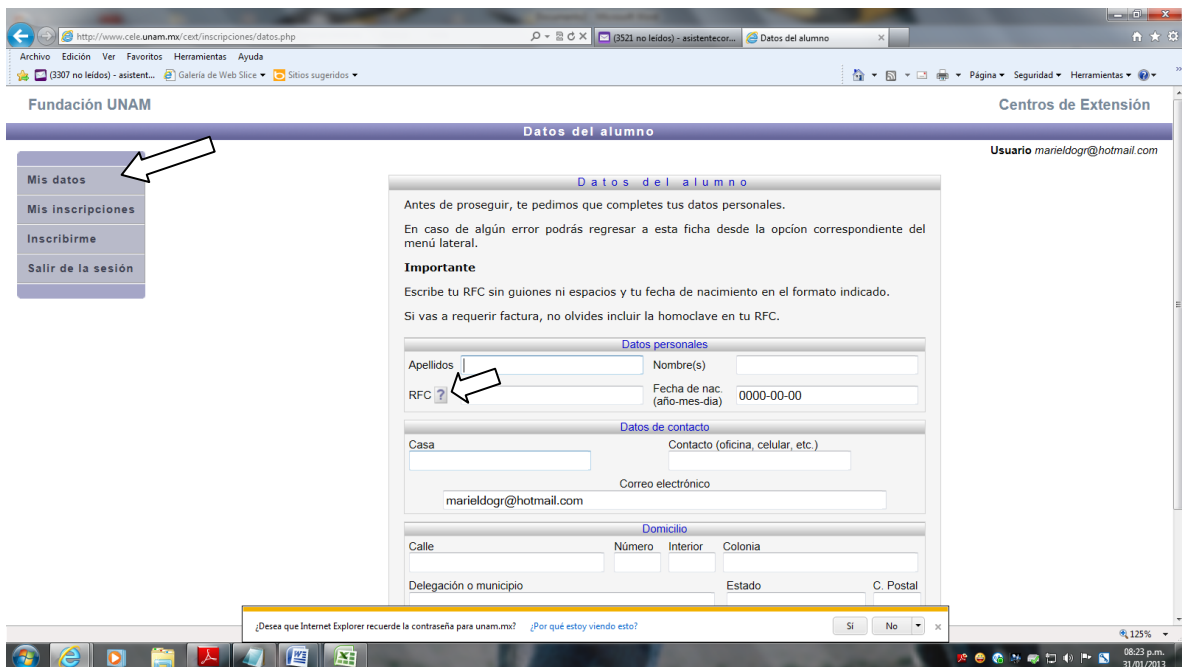 http://www.cele.unam.mx/cext/inscripciones/datos.php
(3521 no leídos) - asistentecor...
Datos del alumno
Archivo Edición Ver Favoritos Herramientas Ayuda
(3307 no leídos) - asistent... Galería de Web Slice Sitios sugeridos
Página Seguridad Herramientas
Fundación UNAM
Centros de Extensión
Datos del alumno
Usuario marieldogr@hotmail.com
Mis datos
Mis inscripciones
Inscribirme
Salir de la sesión
Datos del alumno
Antes de proseguir, te pedimos que completes tus datos personales.
En caso de algún error podrás regresar a esta ficha desde la opcíon correspondiente del
menú lateral.
Importante
Escribe tu RFC sin guiones ni espacios y tu fecha de nacimiento en el formato indicado.
Si vas a requerir factura, no olvides incluir la homoclave en tu RFC.
Datos personales
Apellidos
Nombre(s)
RFC ?
Fecha de nac.
(año-mes-dia)
0000-00-00
Datos de contacto
Casa
Contacto (oficina, celular, etc.)
Correo electrónico
marieldogr@hotmail.com
Domicilio
Calle Número Interior Colonia
Delegación o municipio Estado C. Postal
¿Desea que Internet Explorer recuerde la contraseña para unam.mx? ¿Por qué estoy viendo esto?
Sí No
125%
08:23 p.m.
31/01/2013